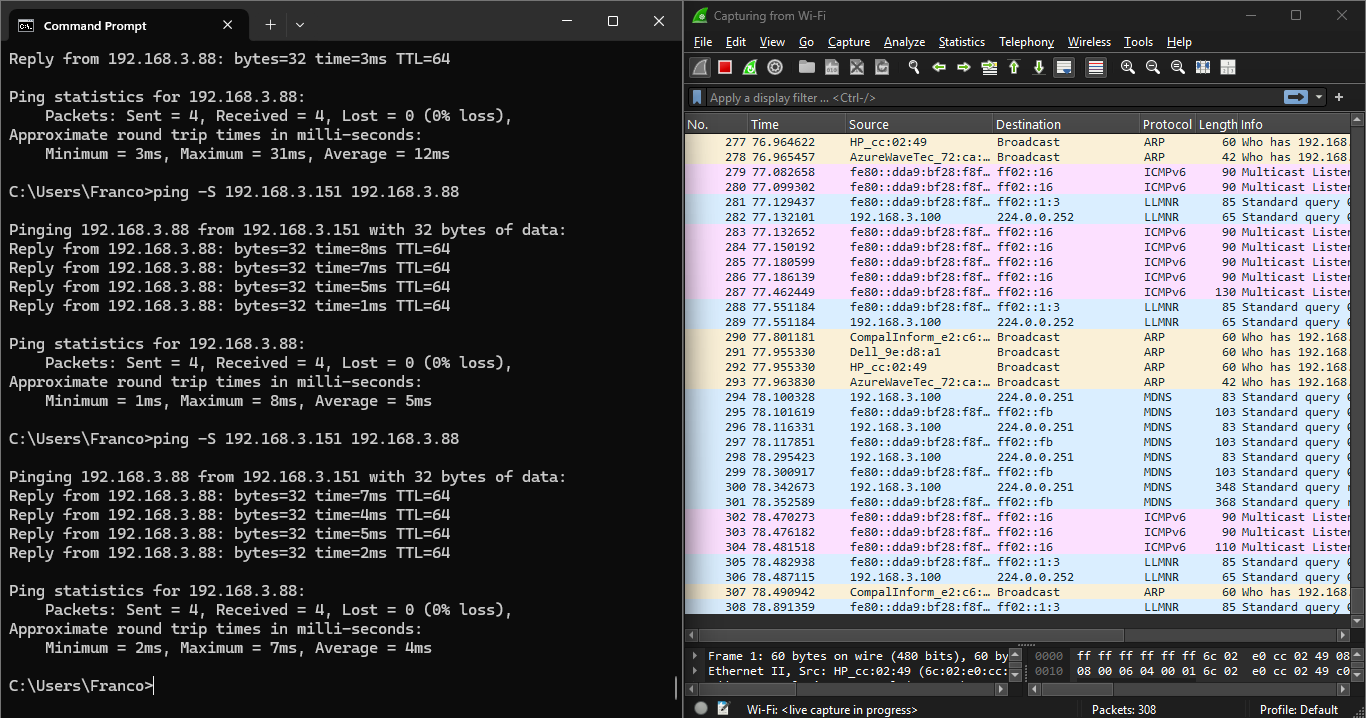 Command Prompt
Reply from 192.168.3.88: bytes=32 time=3ms TTL=64
Ping statistics for 192.168.3.88:
Packets: Sent = 4, Received = 4, Lost = 0 (0% loss),
Approximate round trip times in milli-seconds:
Minimum = 3ms, Maximum = 31ms, Average = 12ms
C:\Users\Franco>ping -S 192.168.3.151 192.168.3.88
Pinging 192.168.3.88 from 192.168.3.151 with 32 bytes of data:
Reply from 192.168.3.88: bytes=32 time=8ms TTL=64
Reply from 192.168.3.88: bytes=32 time=7ms TTL=64
Reply from 192.168.3.88: bytes=32 time=5ms TTL=64
Reply from 192.168.3.88: bytes=32 time=1ms TTL=64
Ping statistics for 192.168.3.88:
Packets: Sent = 4, Received = 4, Lost = 0 (0% loss),
Approximate round trip times in milli-seconds:
Minimum = 1ms, Maximum = 8ms, Average = 5ms
C:\Users\Franco>ping -S 192.168.3.151 192.168.3.88
Pinging 192.168.3.88 from 192.168.3.151 with 32 bytes of data:
Reply from 192.168.3.88: bytes=32 time=7ms TTL=64
Reply from 192.168.3.88: bytes=32 time=4ms TTL=64
Reply from 192.168.3.88: bytes=32 time=5ms TTL=64
Reply from 192.168.3.88: bytes=32 time=2ms TTL=64
Ping statistics for 192.168.3.88:
Packets: Sent = 4, Received = 4, Lost = 0 (0% loss),
Approximate round trip times in milli-seconds:
Minimum = 2ms, Maximum = 7ms, Average = 4ms
C:\Users\Franco>
Capturing from Wi-Fi
File Edit View Go Capture Analyze Statistics Telephony Wireless Tools Help
Apply a display filter ... <Ctrl-/>
No. Time Source Destination Protocol Length Info
277 76.964622 HP_cc:02:49 Broadcast ARP 60 Who has 192.168.
278 76.965457 AzureWaveTec_72:ca:… Broadcast ARP 42 Who has 192.168.
279 77.082658 fe80::dda9:bf28:f8f… ff02::16 ICMPv6 90 Multicast Lister
280 77.099302 fe80::dda9:bf28:f8f… ff02::16 ICMPv6 90 Multicast Lister
281 77.129437 fe80::dda9:bf28:f8f… ff02::1:3 LLMNR 85 Standard query 0
282 77.132101 192.168.3.100 224.0.0.252 LLMNR 65 Standard query 0
283 77.132652 fe80::dda9:bf28:f8f… ff02::16 ICMPv6 90 Multicast Lister
284 77.150192 fe80::dda9:bf28:f8f… ff02::16 ICMPv6 90 Multicast Lister
285 77.180599 fe80::dda9:bf28:f8f… ff02::16 ICMPv6 90 Multicast Lister
286 77.186139 fe80::dda9:bf28:f8f… ff02::16 ICMPv6 90 Multicast Lister
287 77.462449 fe80::dda9:bf28:f8f… ff02::16 ICMPv6 130 Multicast Lister
288 77.551184 fe80::dda9:bf28:f8f… ff02::1:3 LLMNR 85 Standard query 0
289 77.551184 192.168.3.100 224.0.0.252 LLMNR 65 Standard query 0
290 77.801181 CompalInform_e2:c6:… Broadcast ARP 60 Who has 192.168.
291 77.955330 Dell_9e:d8:a1 Broadcast ARP 60 Who has 192.168.
292 77.955330 HP_cc:02:49 Broadcast ARP 60 Who has 192.168.
293 77.963830 AzureWaveTec_72:ca:… Broadcast ARP 42 Who has 192.168.
294 78.100328 192.168.3.100 224.0.0.251 MDNS 83 Standard query 0
295 78.101619 fe80::dda9:bf28:f8f… ff02::fb MDNS 103 Standard query 0
296 78.116331 192.168.3.100 224.0.0.251 MDNS 83 Standard query 0
297 78.117851 fe80::dda9:bf28:f8f… ff02::fb MDNS 103 Standard query 0
298 78.295423 192.168.3.100 224.0.0.251 MDNS 83 Standard query 0
299 78.300917 fe80::dda9:bf28:f8f… ff02::fb MDNS 103 Standard query 0
300 78.342673 192.168.3.100 224.0.0.251 MDNS 348 Standard query r
301 78.352589 fe80::dda9:bf28:f8f… ff02::fb MDNS 368 Standard query r
302 78.470273 fe80::dda9:bf28:f8f… ff02::16 ICMPv6 90 Multicast Lister
303 78.476182 fe80::dda9:bf28:f8f… ff02::16 ICMPv6 90 Multicast Lister
304 78.481518 fe80::dda9:bf28:f8f… ff02::16 ICMPv6 110 Multicast Lister
305 78.482938 fe80::dda9:bf28:f8f… ff02::1:3 LLMNR 85 Standard query 0
306 78.487115 192.168.3.100 224.0.0.252 LLMNR 65 Standard query 0
307 78.490942 CompalInform_e2:c6:… Broadcast ARP 60 Who has 192.168.
308 78.891359 fe80::dda9:bf28:f8f… ff02::1:3 LLMNR 85 Standard query 0
Frame 1: 60 bytes on wire (480 bits), 60 by
Ethernet II, Src: HP_cc:02:49 (6c:02:e0:cc:
0000 ff ff ff ff ff ff 6c 02 e0 cc 02 49 08
0010 08 00 06 04 00 01 6c 02 e0 cc 02 49 c0
Wi-Fi: <live capture in progress>
Packets: 308
Profile: Default